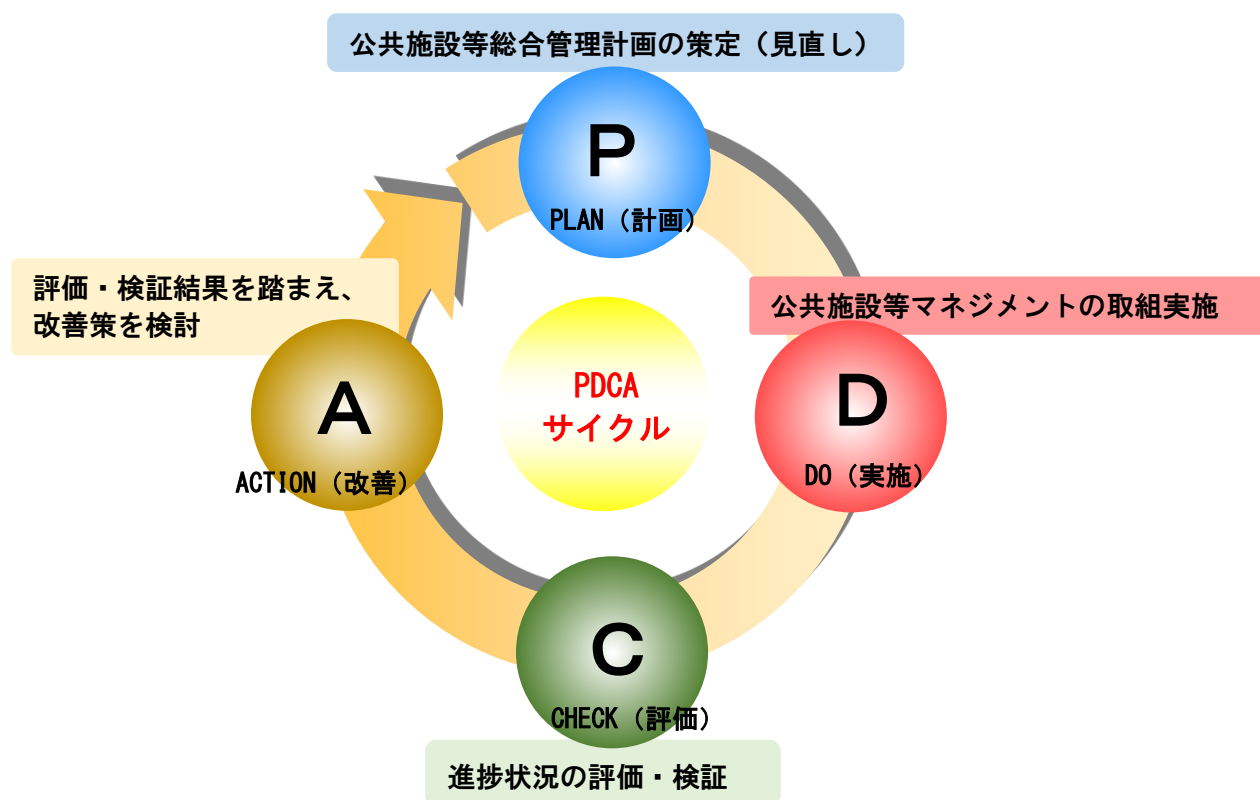 公共施設等総合管理計画の策定（見直し）
P
PLAN（計画）
評価・検証結果を踏まえ、
改善策を検討
公共施設等マネジメントの取組実施
PDCA
サイクル
A
ACTION（改善）
D
DO（実施）
C
CHECK（評価）
進捗状況の評価・検証